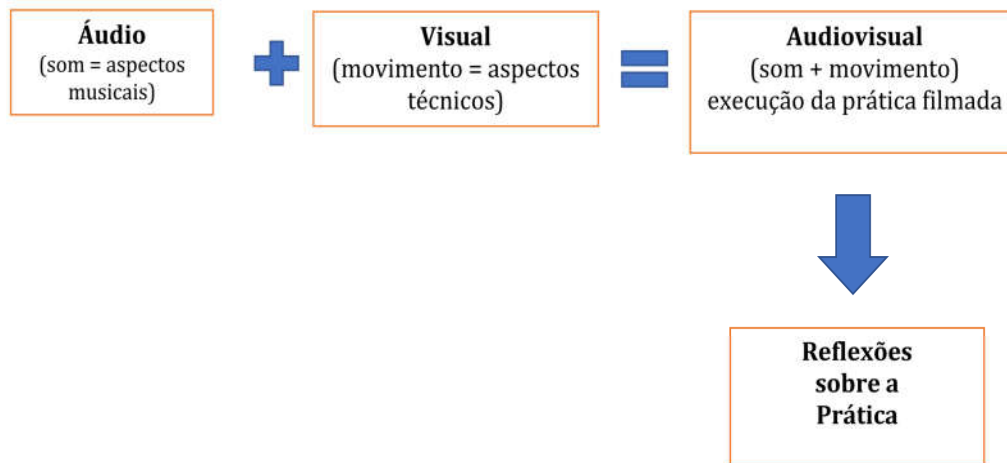 Áudio
(som = aspectos
musicais)
Visual
(movimento = aspectos
técnicos)
Audiovisual
(som + movimento)
execução da prática filmada
Reflexões
sobre a
Prática